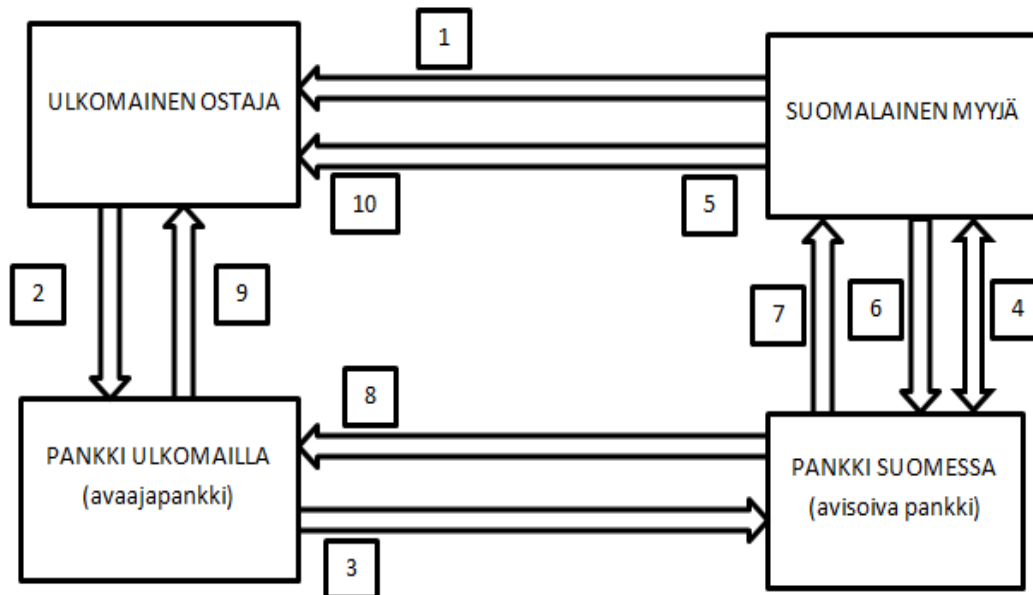 1
ULKOMAINEN OSTAJA
SUOMALAINEN MYYJÄ
10
5
2
9
7
6
4
8
PANKKI ULKOMAILLA
(avaajapankki)
PANKKI SUOMESSA
(avisoiva pankki)
3